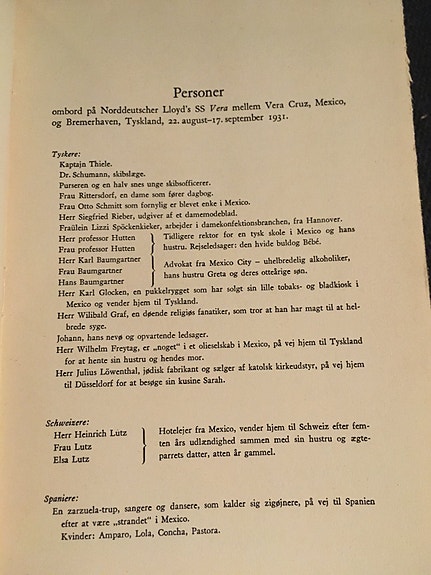 Personer
ombord på Norddeutscher Lloyd's SS Vera mellem Vera Cruz, Mexico,
og Bremerhaven, Tyskland, 22. august-17. september 1931.
Tyskere:
Kaptajn Thiele.
Dr. Schumann, skibslæge.
Purseren og en halv snes unge skibsofficerer.
Frau Rittersdorf, en dame som fører dagbog.
Frau Otto Schmitt som fornylig er blevet enke i Mexico.
Herr Siegfried Rieber, udgiver af et damemodeblad.
Fräulein Lizzi Spöckenkieker, arbejder i damekonfektionsbranchen, fra Hannover.
Herr professor Hutten
Frau professor Hutten
Tidligere rektor for en tysk skole i Mexico og hans
hustru. Rejseledsager: den hvide buldog Bébé.
Herr Karl Baumgartner
Frau Baumgartner
Hans Baumgartner
Advokat fra Mexico City – uhelbredelig alkoholiker,
hans hustru Greta og deres otteårige søn.
Herr Karl Glocken, en pukkelrygget som har solgt sin lille tobaks- og bladkiosk i
Mexico og vender hjem til Tyskland.
Herr Wilibald Graf, en døende religiøs fanatiker, som tror at han har magt til at hel-
brede syge.
Johann, hans nevø og opvartende ledsager.
Herr Wilhelm Freytag, er „noget" i et olieselskab i Mexico, på vej hjem til Tyskland
for at hente sin hustru og hendes mor.
Herr Julius Löwenthal, jødisk fabrikant og sælger af katolsk kirkeudstyr, på vej hjem
til Düsseldorf for at besøge sin kusine Sarah.
Schweizere:
Herr Heinrich Lutz
Frau Lutz
Elsa Lutz
Hotelejer fra Mexico, vender hjem til Schweiz efter fem-
ten års udlændighed sammen med sin hustru og ægte-
parrets datter, atten år gammel.
Spaniere:
En zarzuela-trup, sangere og dansere, som kalder sig zigøjnere, på vej til Spanien
efter at være „strandet" i Mexico.
Kvinder: Amparo, Lola, Concha, Pastora.